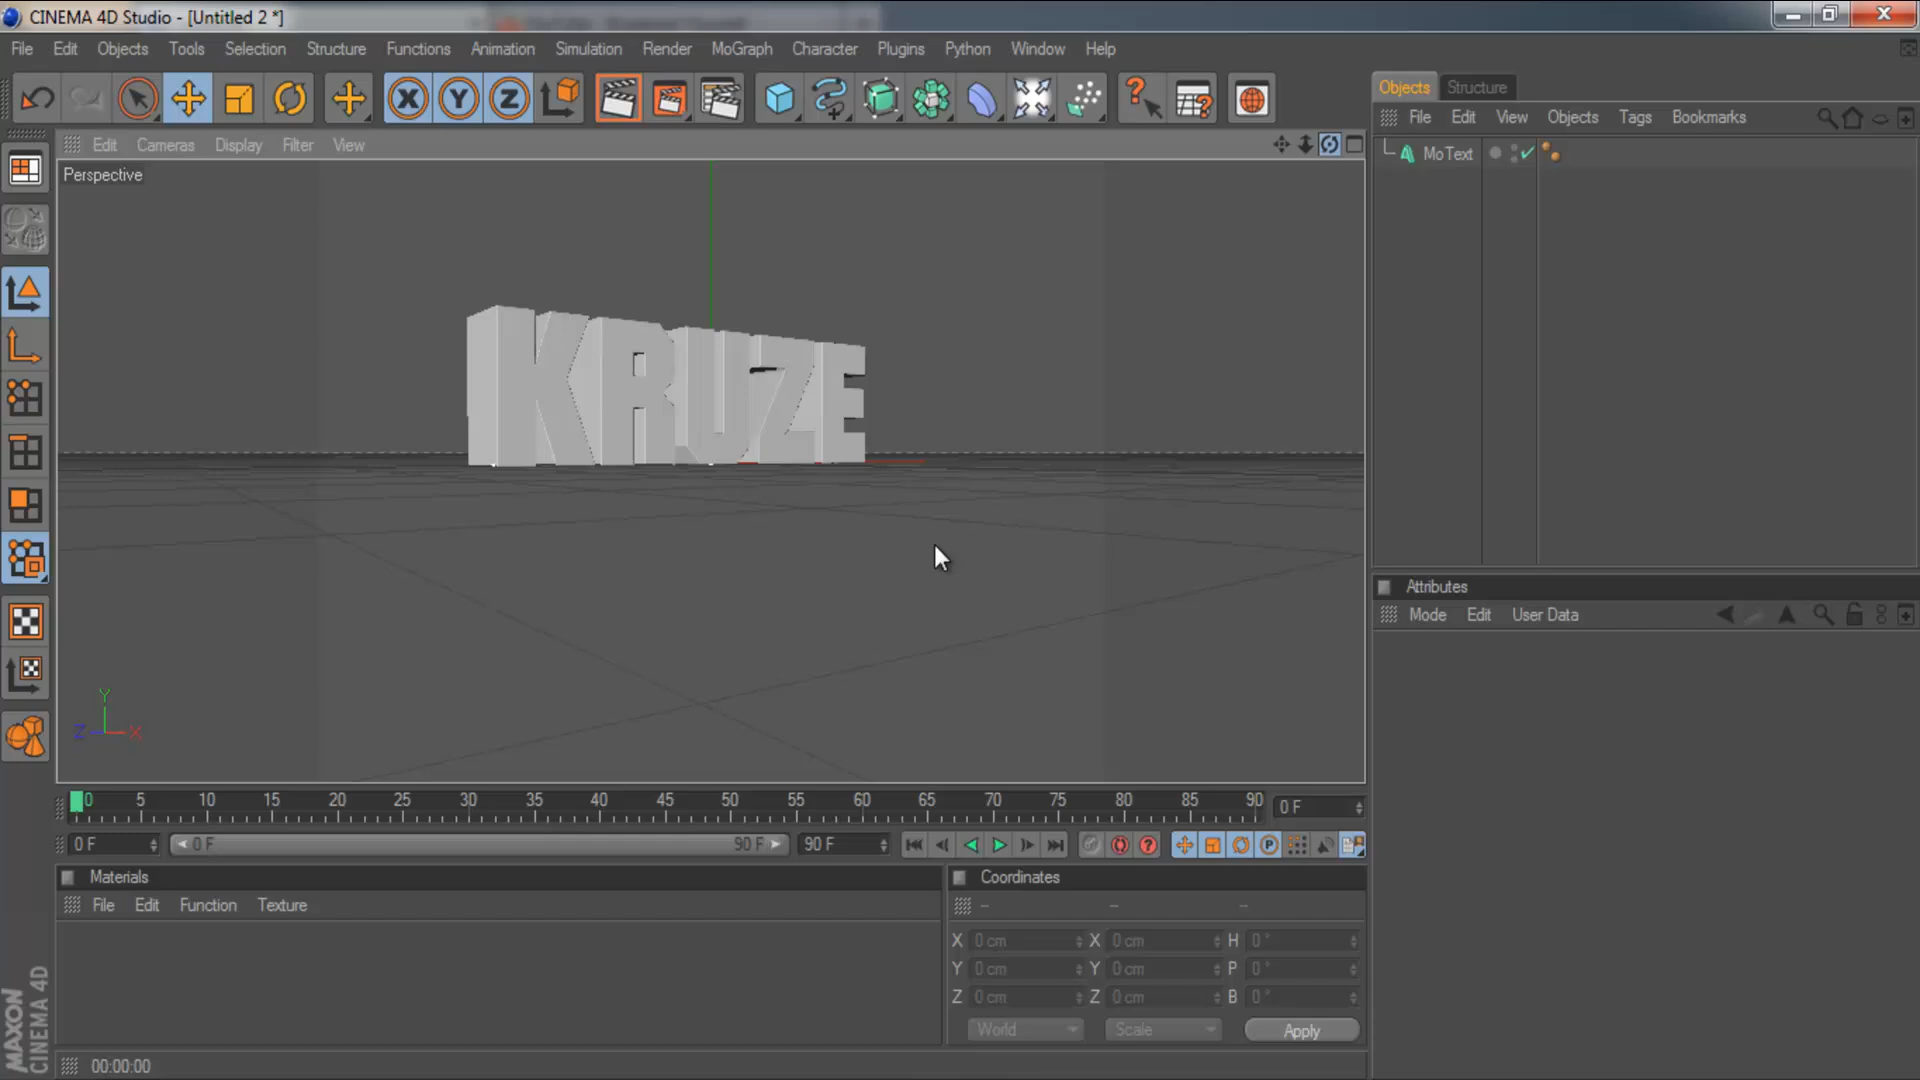 CINEMA 4D Studio - [Untitled 2 *]
File Edit Objects Tools Selection Structure Functions Animation Simulation Render MoGraph Character Plugins Python Window Help
X Y Z
Objects Structure
File Edit View Objects Tags Bookmarks
MoText
Edit Cameras Display Filter View
Perspective
KRUZE
Y
Z X
Attributes
Mode Edit User Data
0 5 10 15 20 25 30 35 40 45 50 55 60 65 70 75 80 85 90 0 F
0 F 0 F 90 F 90 F
Materials
File Edit Function Texture
Coordinates
-- -- --
X 0 cm X 0 cm H 0 °
Y 0 cm Y 0 cm P 0 °
Z 0 cm Z 0 cm B 0 °
World Scale Apply
MAXON
CINEMA 4D
00:00:00